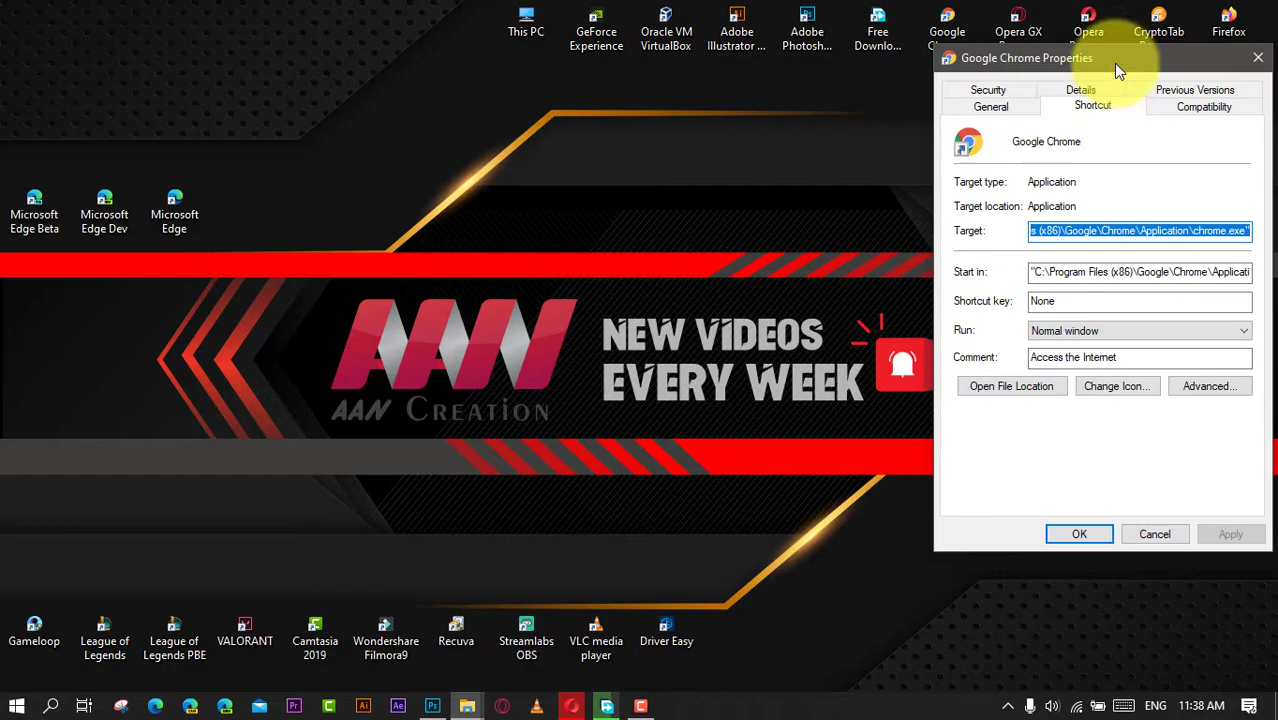 This PC
GeForce
Experience
Oracle VM
VirtualBox
Adobe
Illustrator ...
Adobe
Photosh...
Free
Downlo...
Google
Opera GX
Opera
CryptoTab
Firefox
Google Chrome Properties
Security
Details
Previous Versions
General
Shortcut
Compatibility
Google Chrome
Target type:
Application
Target location:
Application
Target:
s (x86)\Google\Chrome\Application\chrome.exe"
Start in:
"C:\Program Files (x86)\Google\Chrome\Applicati
Shortcut key:
None
Run:
Normal window
Comment:
Access the Internet
Open File Location
Change Icon...
Advanced...
OK
Cancel
Apply
Microsoft
Edge Beta
Microsoft
Edge Dev
Microsoft
Edge
AAN
AAN CREATION
NEW VIDEOS
EVERY WEEK
Gameloop
League of
Legends
League of
Legends PBE
VALORANT
Camtasia
2019
Wondershare
Filmora9
Recuva
Streamlabs
OBS
VLC media
player
Driver Easy
Pr
C
Ai
Ae
Ps
ENG
11:38 AM